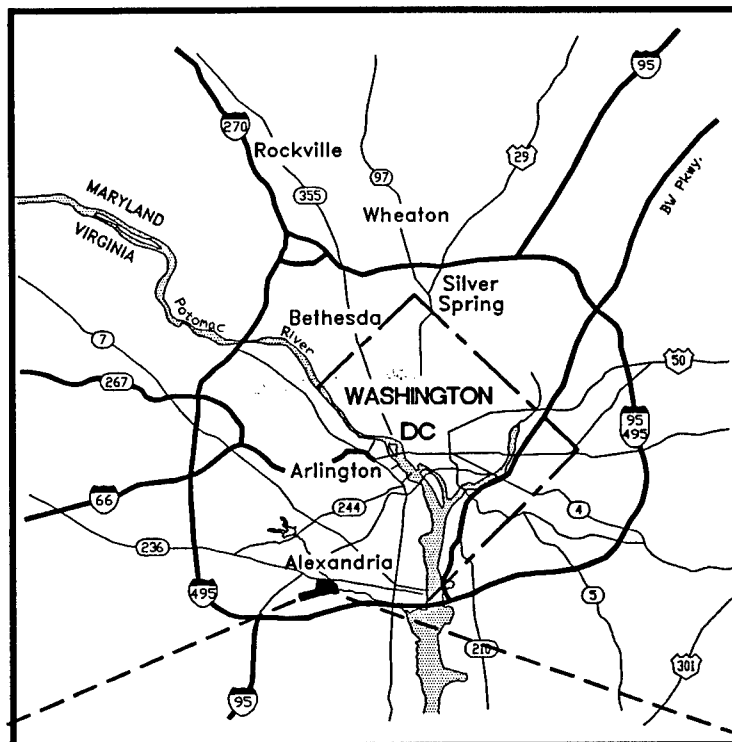 95
270
Rockville
97
29
355
BW Pkwy.
MARYLAND
Wheaton
VIRGINIA
Silver
Spring
Potomac
River
Bethesda
7
50
267
WASHINGTON
DC
95
495
Arlington
66
244
4
236
Alexandria
495
5
210
301
95